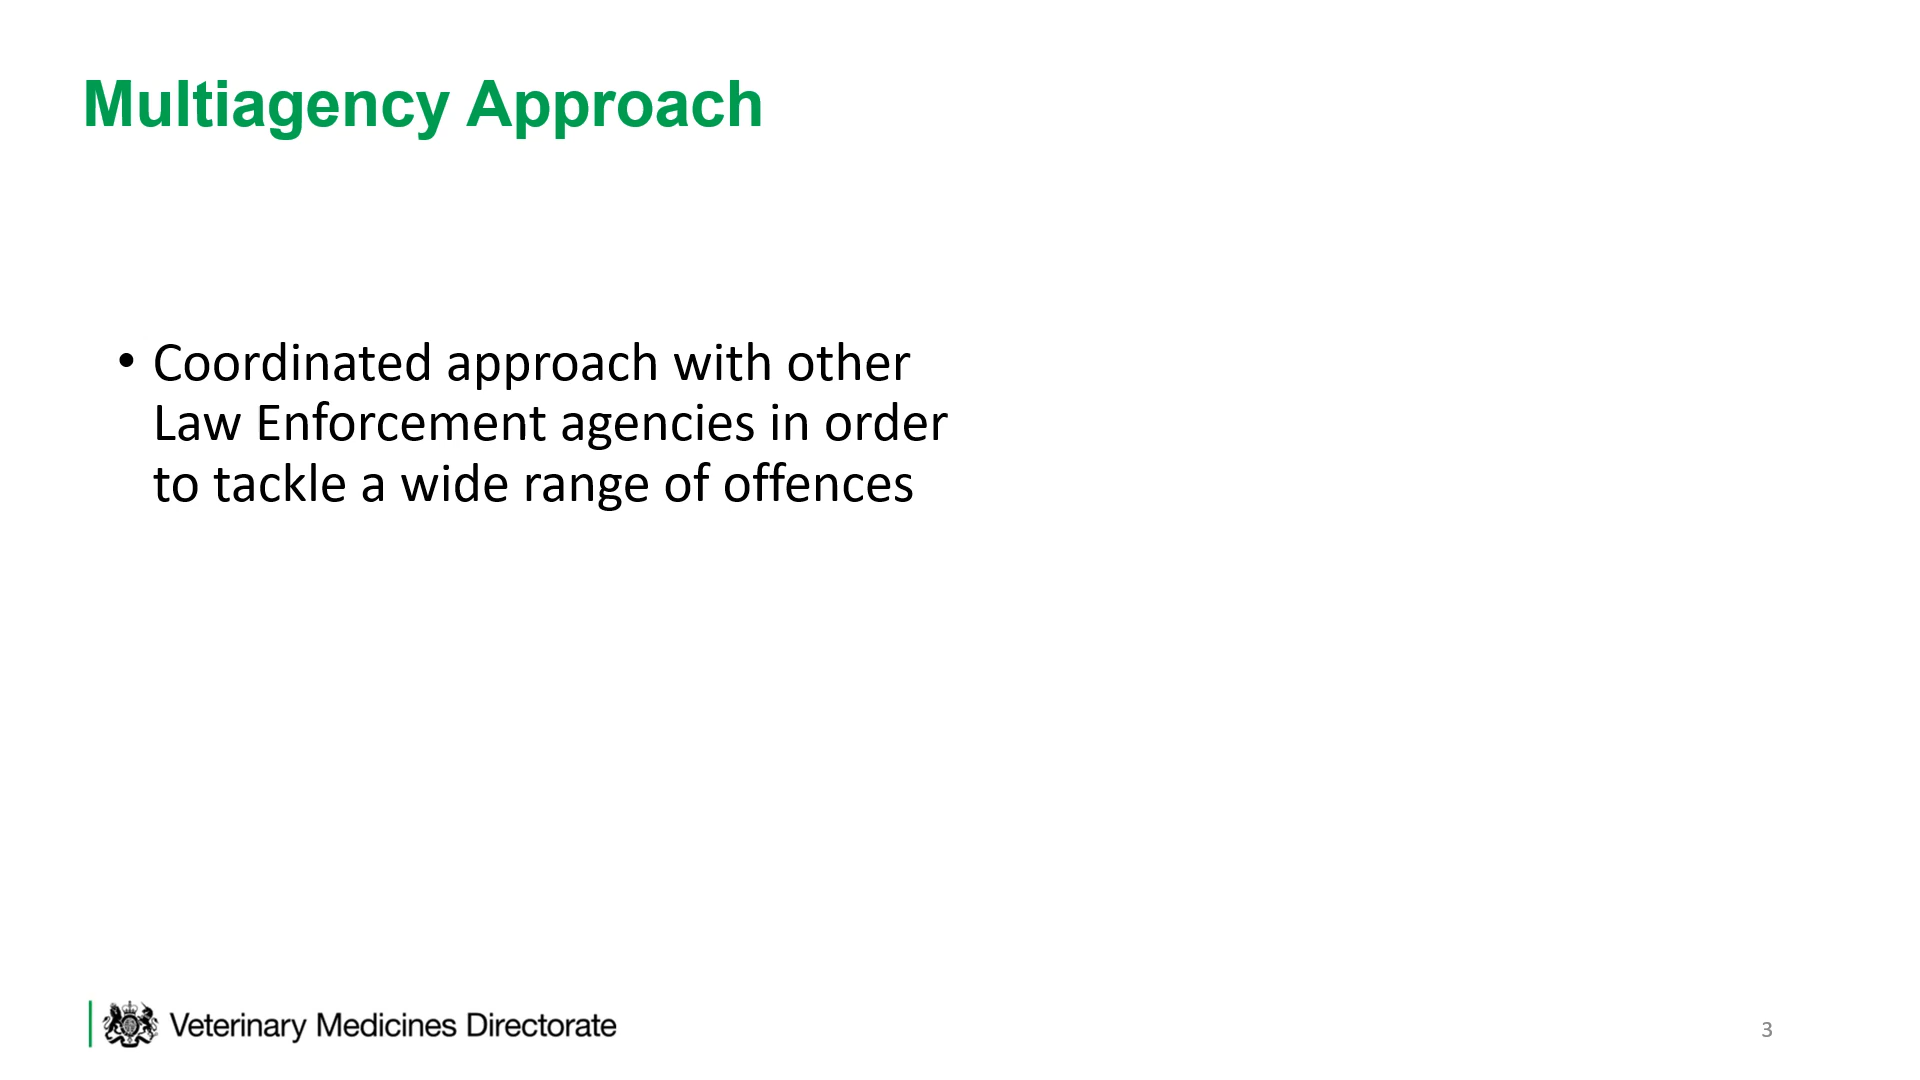 Multiagency Approach
• Coordinated approach with other
Law Enforcement agencies in order
to tackle a wide range of offences
Veterinary Medicines Directorate
3